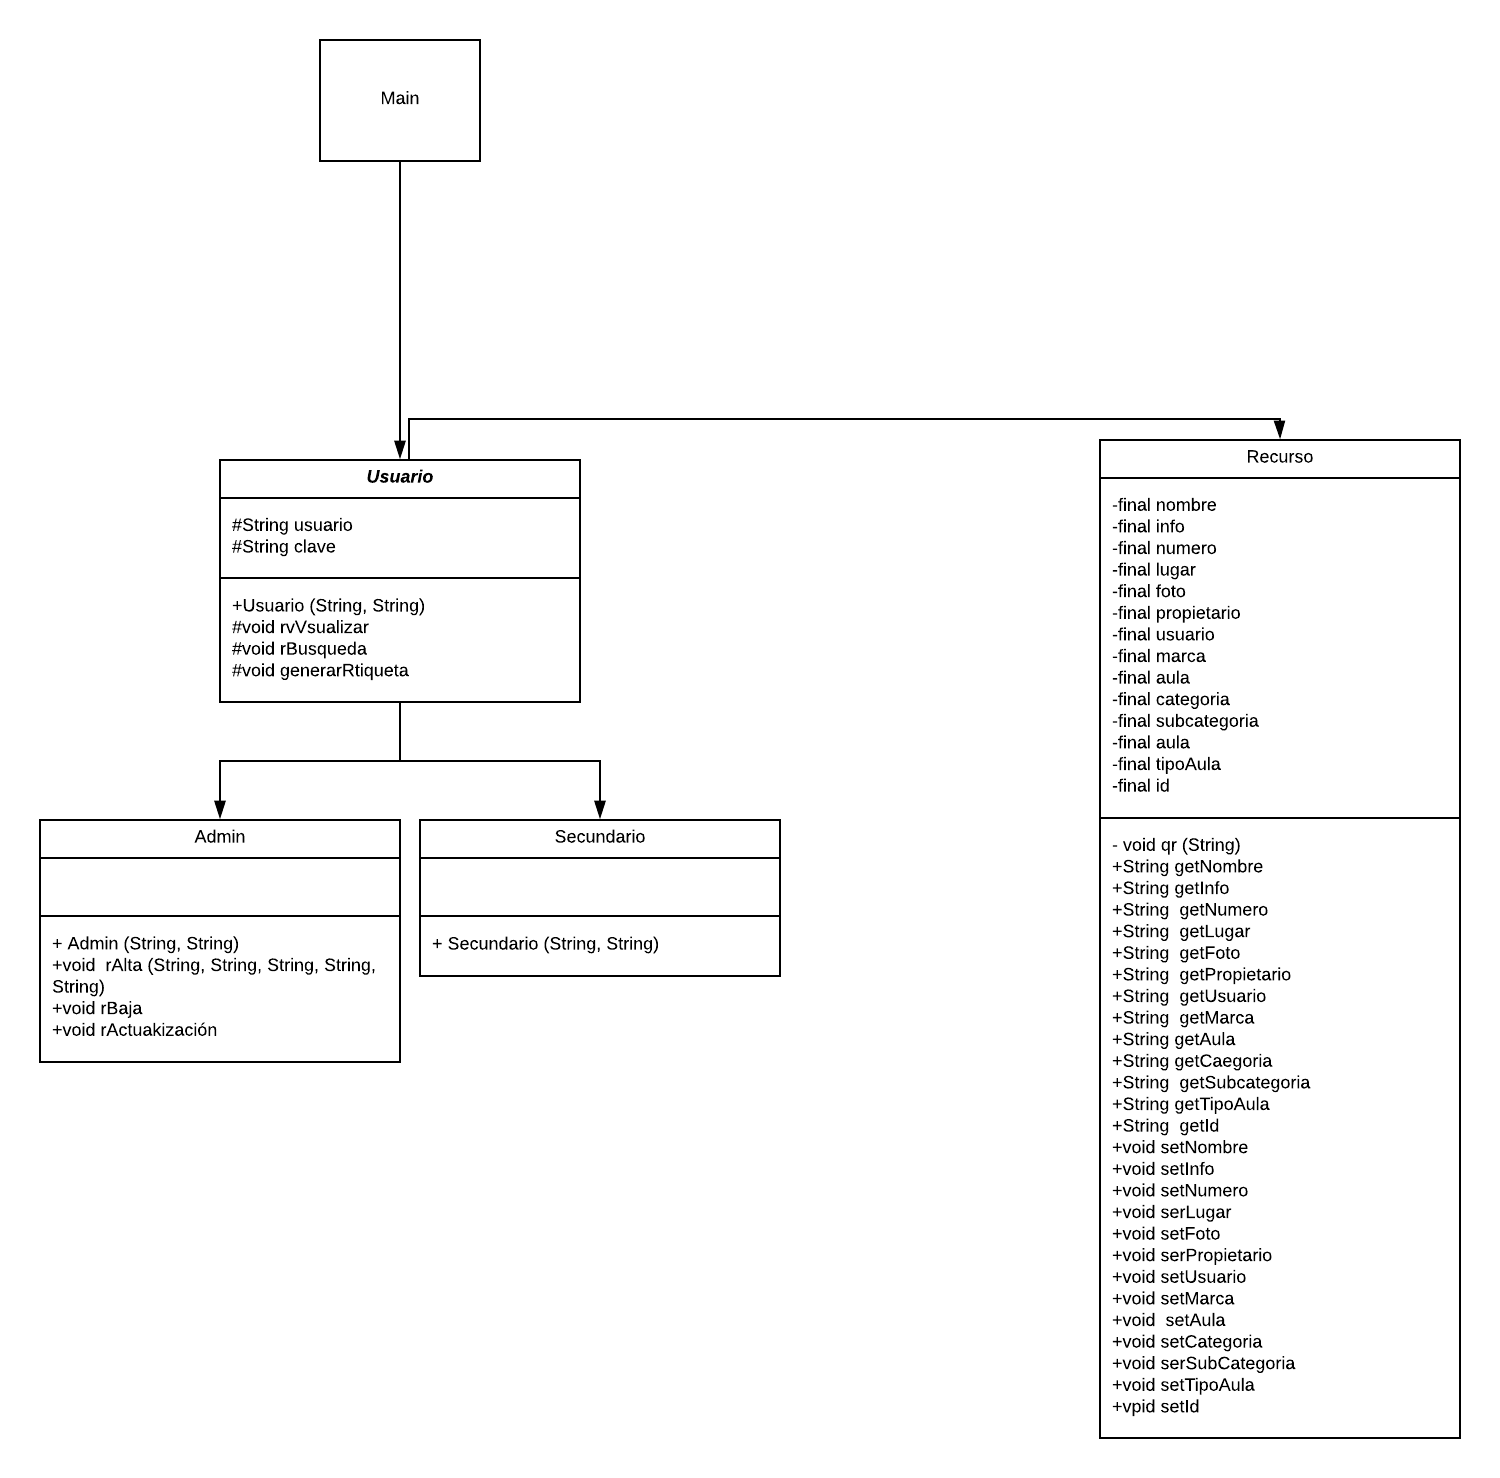 Main
Usuario
#String usuario
#String clave
+Usuario (String, String)
#void rvVsualizar
#void rBusqueda
#void generarRtiqueta
Admin
+ Admin (String, String)
+void  rAlta (String, String, String, String,
String)
+void rBaja
+void rActuakización
Secundario
+ Secundario (String, String)
Recurso
-final nombre
-final info
-final numero
-final lugar
-final foto
-final propietario
-final usuario
-final marca
-final aula
-final categoria
-final subcategoria
-final aula
-final tipoAula
-final id
- void qr (String)
+String getNombre
+String getInfo
+String  getNumero
+String  getLugar
+String  getFoto
+String  getPropietario
+String  getUsuario
+String  getMarca
+String getAula
+String getCaegoria
+String  getSubcategoria
+String getTipoAula
+String  getId
+void setNombre
+void setInfo
+void setNumero
+void serLugar
+void setFoto
+void serPropietario
+void setUsuario
+void setMarca
+void  setAula
+void setCategoria
+void serSubCategoria
+void setTipoAula
+vpid setId